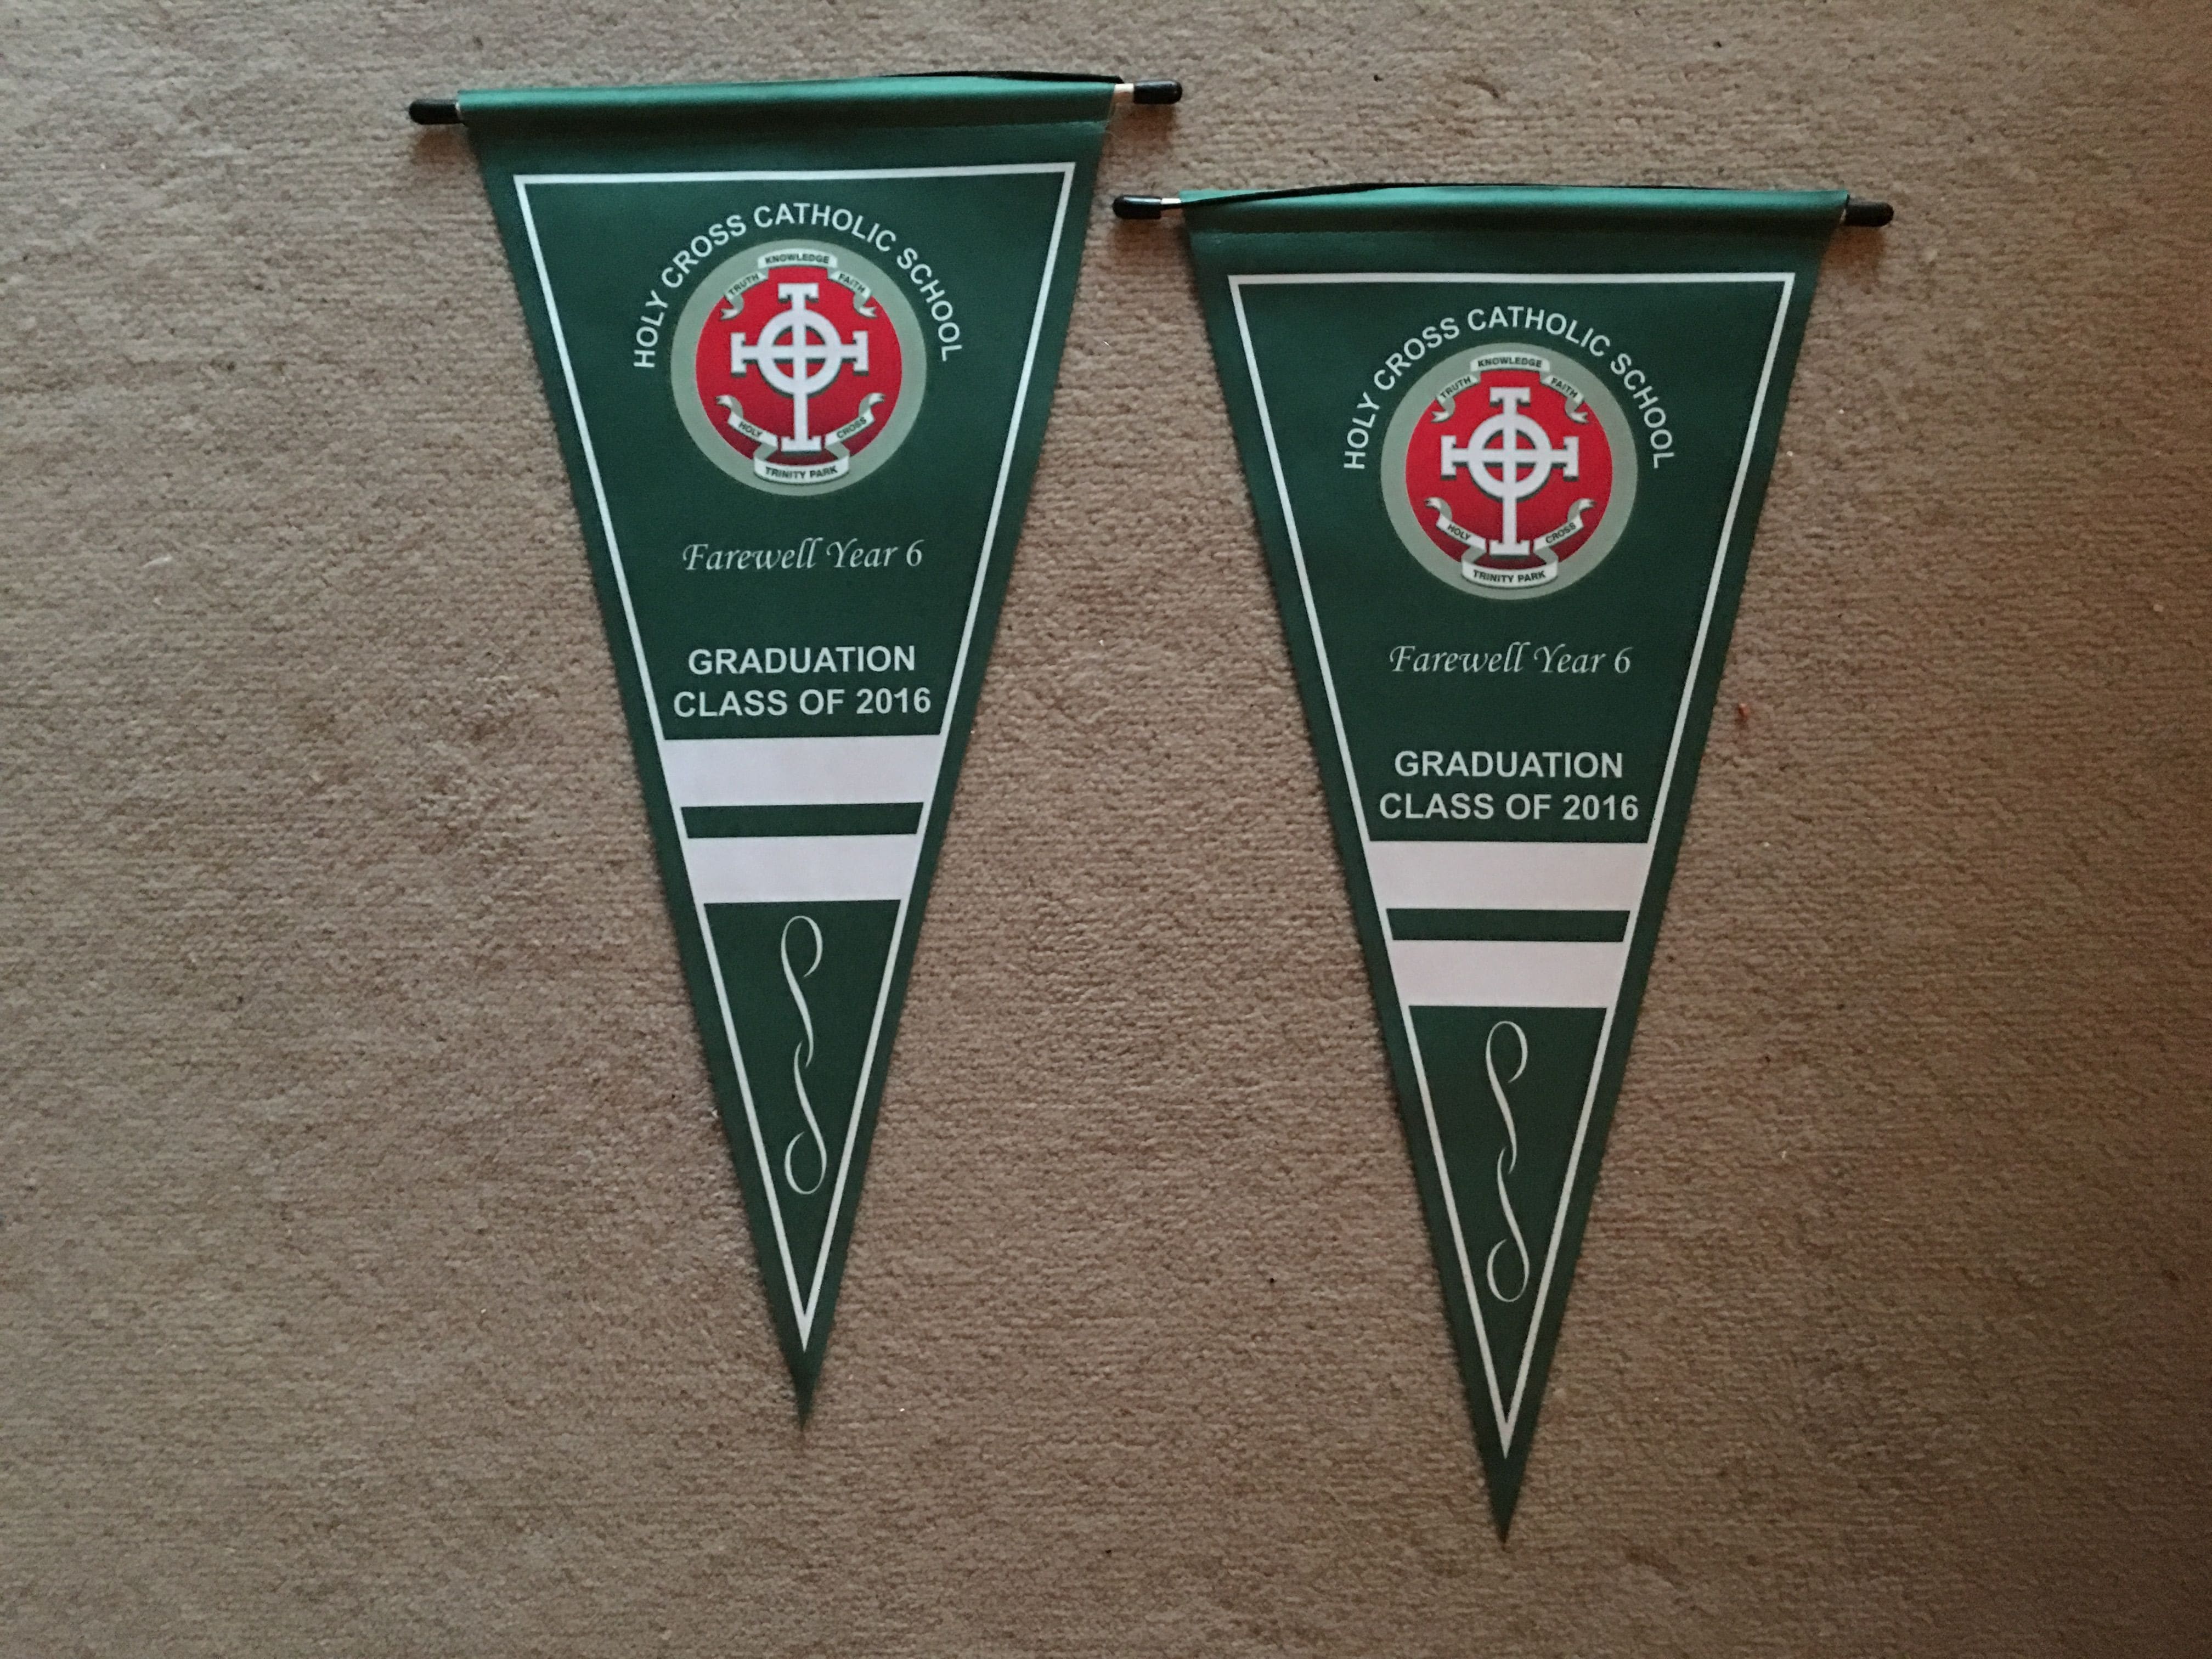 HOLY CROSS CATHOLIC SCHOOL
TRUTH KNOWLEDGE FAITH
HOLY CROSS
TRINITY PARK
Farewell Year 6
GRADUATION
CLASS OF 2016
HOLY CROSS CATHOLIC SCHOOL
TRUTH KNOWLEDGE FAITH
HOLY CROSS
TRINITY PARK
Farewell Year 6
GRADUATION
CLASS OF 2016